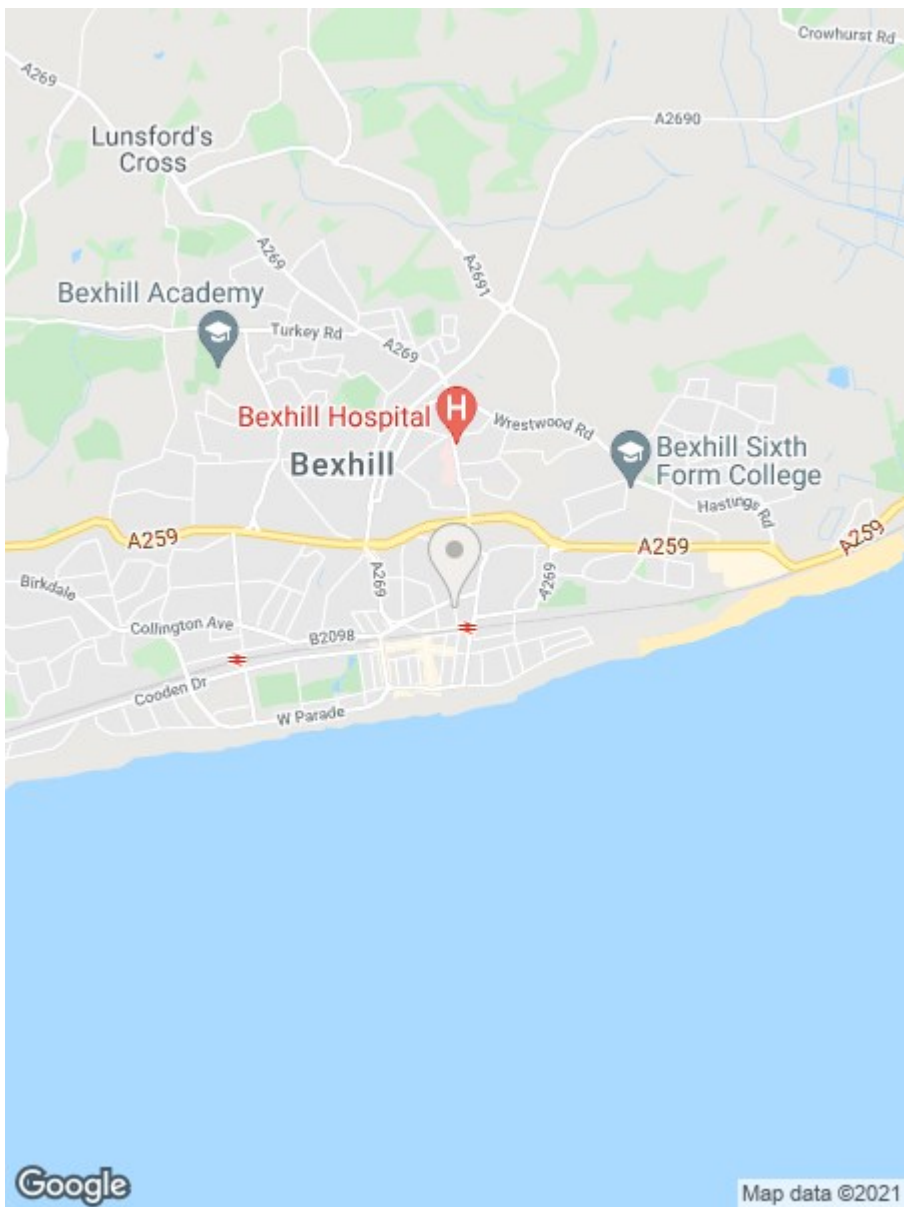 Crowhurst Rd
A269
A2690
Lunsford's
Cross
A269
A2691
Bexhill Academy
Turkey Rd
A269
Bexhill Hospital
H
Wrestwood Rd
Bexhill Sixth
Form College
Bexhill
Hastings Rd
A259
A259
A259
A269
A269
Birkdale
Collington Ave
B2098
Cooden Dr
W Parade
Google
Map data ©2021